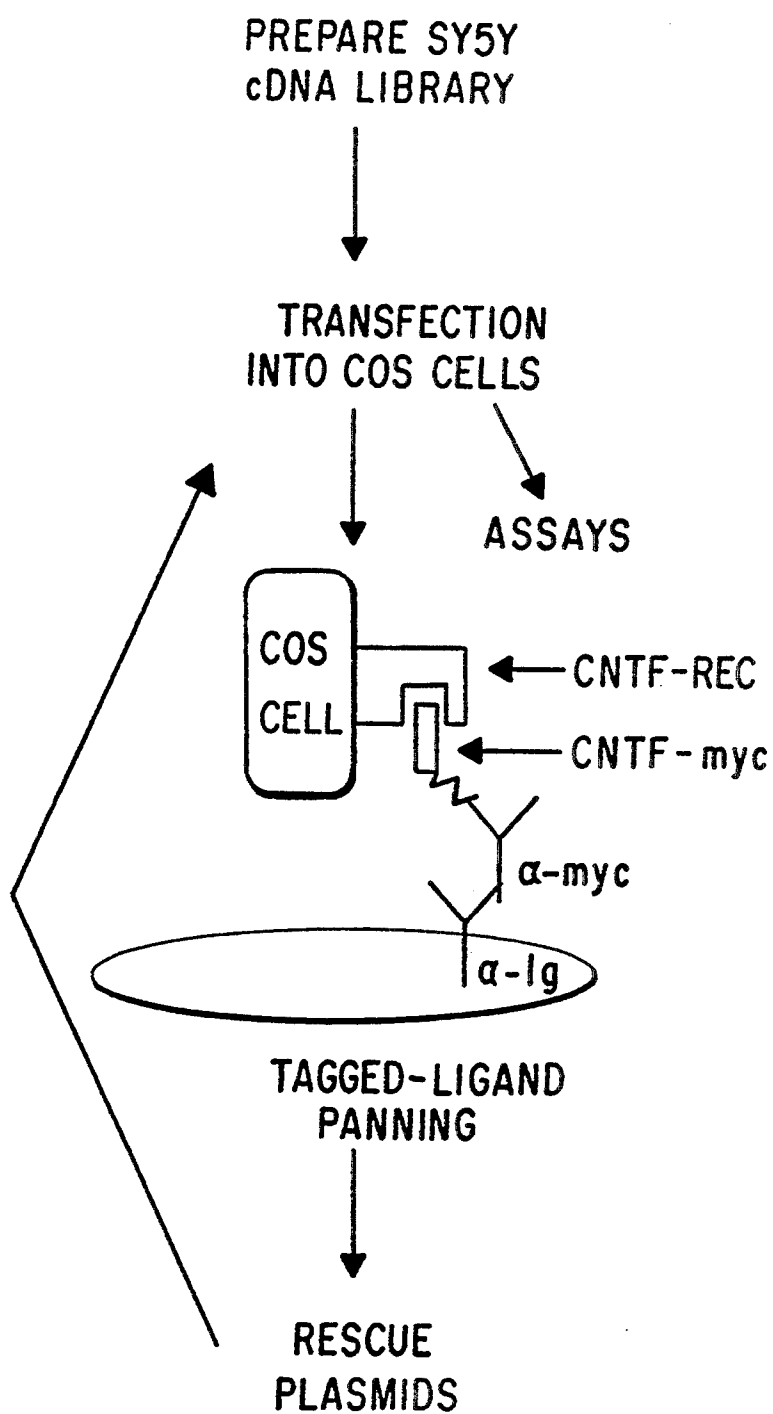 PREPARE SY5Y
cDNA LIBRARY
TRANSFECTION
INTO COS CELLS
ASSAYS
COS
CELL
CNTF-REC
CNTF-myc
α-myc
α-Ig
TAGGED-LIGAND
PANNING
RESCUE
PLASMIDS